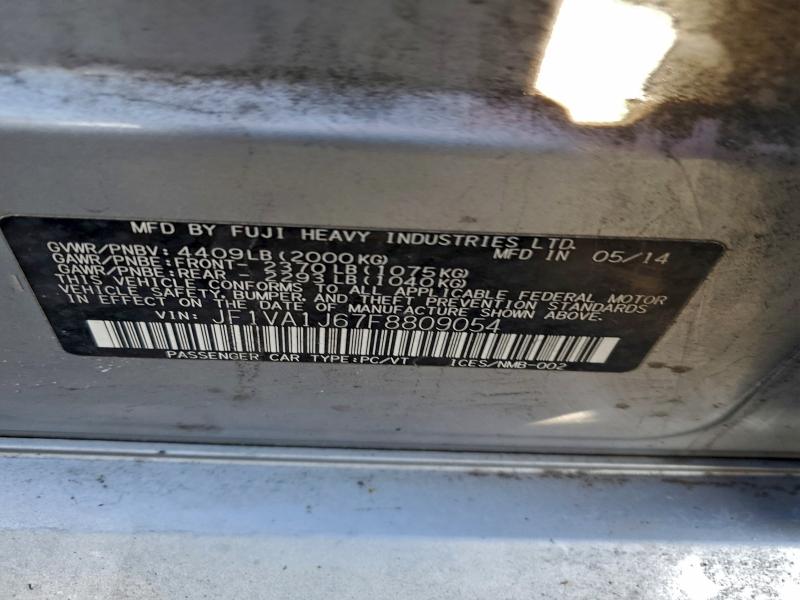 MFD BY FUJI HEAVY INDUSTRIES LTD.
GVWR/PNBV: 4409LB(2000KG) MFD IN 05/14
GAWR/PNBE:FRONT- 2370LB(1075KG)
GAWR/PNBE:REAR - 2293LB(1040KG)
THIS VEHICLE CONFORMS TO ALL APPLICABLE FEDERAL MOTOR
VEHICLE SAFETY, BUMPER, AND THEFT PREVENTION STANDARDS
IN EFFECT ON THE DATE OF MANUFACTURE SHOWN ABOVE.
VIN: JF1VA1J67F8809054
PASSENGER CAR TYPE:PC/VT ICES/NMB-002